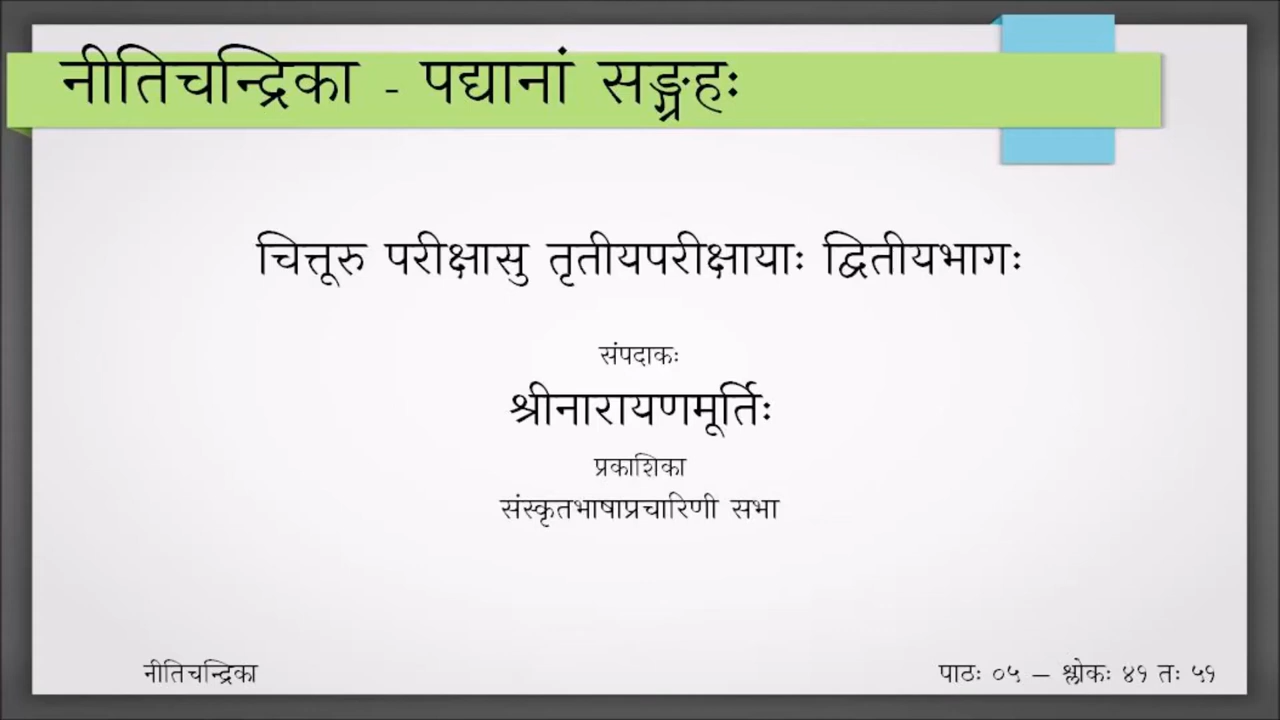 नीतिचन्द्रिका - पद्यानां सङ्ग्रहः
चित्तूरु परीक्षासु तृतीयपरीक्षायाः द्वितीयभागः
संपदाकः
श्रीनारायणमूर्तिः
प्रकाशिका
संस्कृतभाषाप्रचारिणी सभा
नीतिचन्द्रिका
पाठः ०५ – श्लोकः ४१ तः ५१